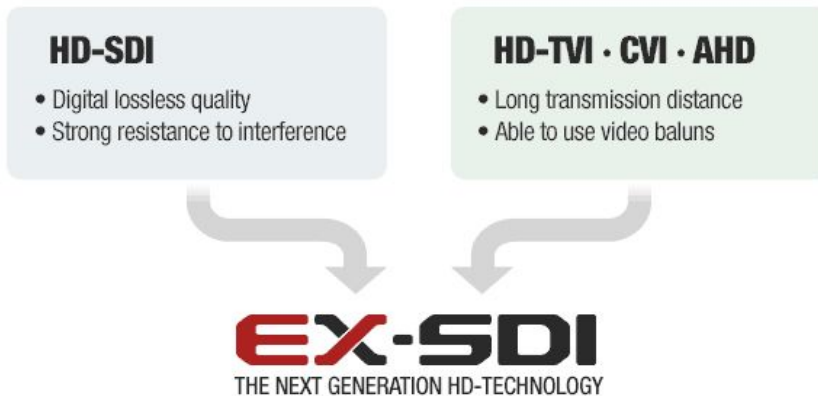 HD-SDI
• Digital lossless quality
• Strong resistance to interference
HD-TVI · CVI · AHD
• Long transmission distance
• Able to use video baluns
EX-SDI
THE NEXT GENERATION HD-TECHNOLOGY